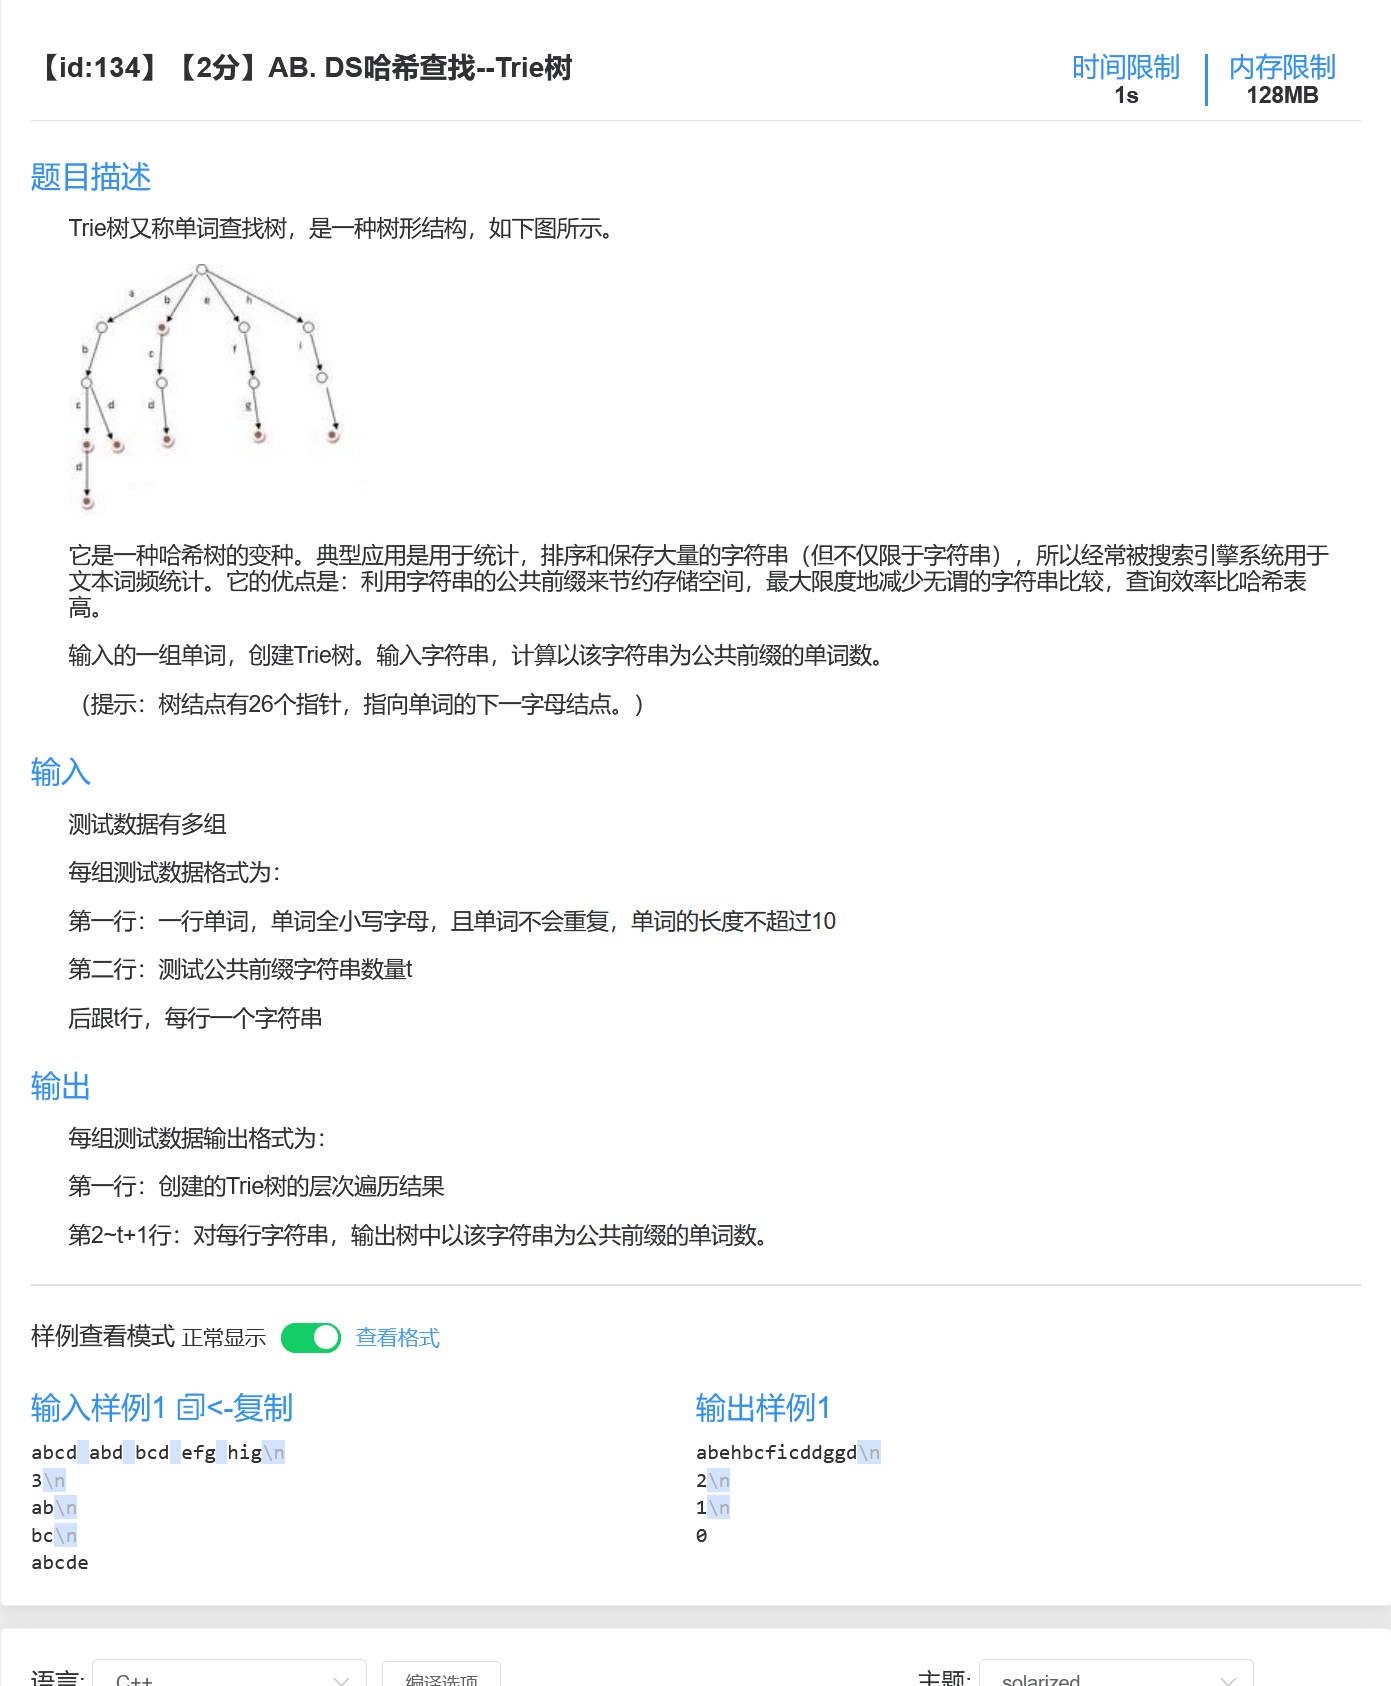 【id:134】【2分】AB. DS哈希查找--Trie树
时间限制
1s
内存限制
128MB
题目描述
Trie树又称单词查找树，是一种树形结构，如下图所示。
a
b
e
h
b
c
f
i
c
d
d
g
d
它是一种哈希树的变种。典型应用是用于统计，排序和保存大量的字符串（但不仅限于字符串），所以经常被搜索引擎系统用于
文本词频统计。它的优点是：利用字符串的公共前缀来节约存储空间，最大限度地减少无谓的字符串比较，查询效率比哈希表
高。
输入的一组单词，创建Trie树。输入字符串，计算以该字符串为公共前缀的单词数。
（提示：树结点有26个指针，指向单词的下一字母结点。）
输入
测试数据有多组
每组测试数据格式为：
第一行：一行单词，单词全小写字母，且单词不会重复，单词的长度不超过10
第二行：测试公共前缀字符串数量t
后跟t行，每行一个字符串
输出
每组测试数据输出格式为：
第一行：创建的Trie树的层次遍历结果
第2~t+1行：对每行字符串，输出树中以该字符串为公共前缀的单词数。
样例查看模式 正常显示 查看格式
输入样例1 <-复制
abcd abd bcd efg hig\n
3\n
ab\n
bc\n
abcde
输出样例1
abehbcficddggd\n
2\n
1\n
0
语言: C++ 编译选项
主题: solarized